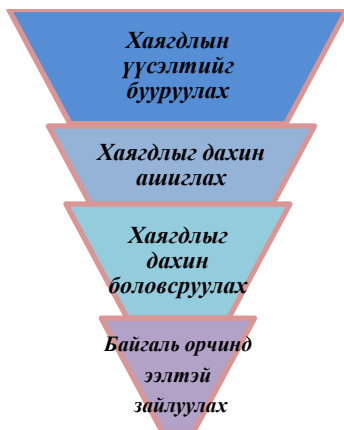 Хаягдлын
үүсэлтийг
бууруулах
Хаягдлыг дахин
ашиглах
Хаягдлыг
дахин
боловсруулах
Байгаль орчинд
ээлтэй
зайлуулах